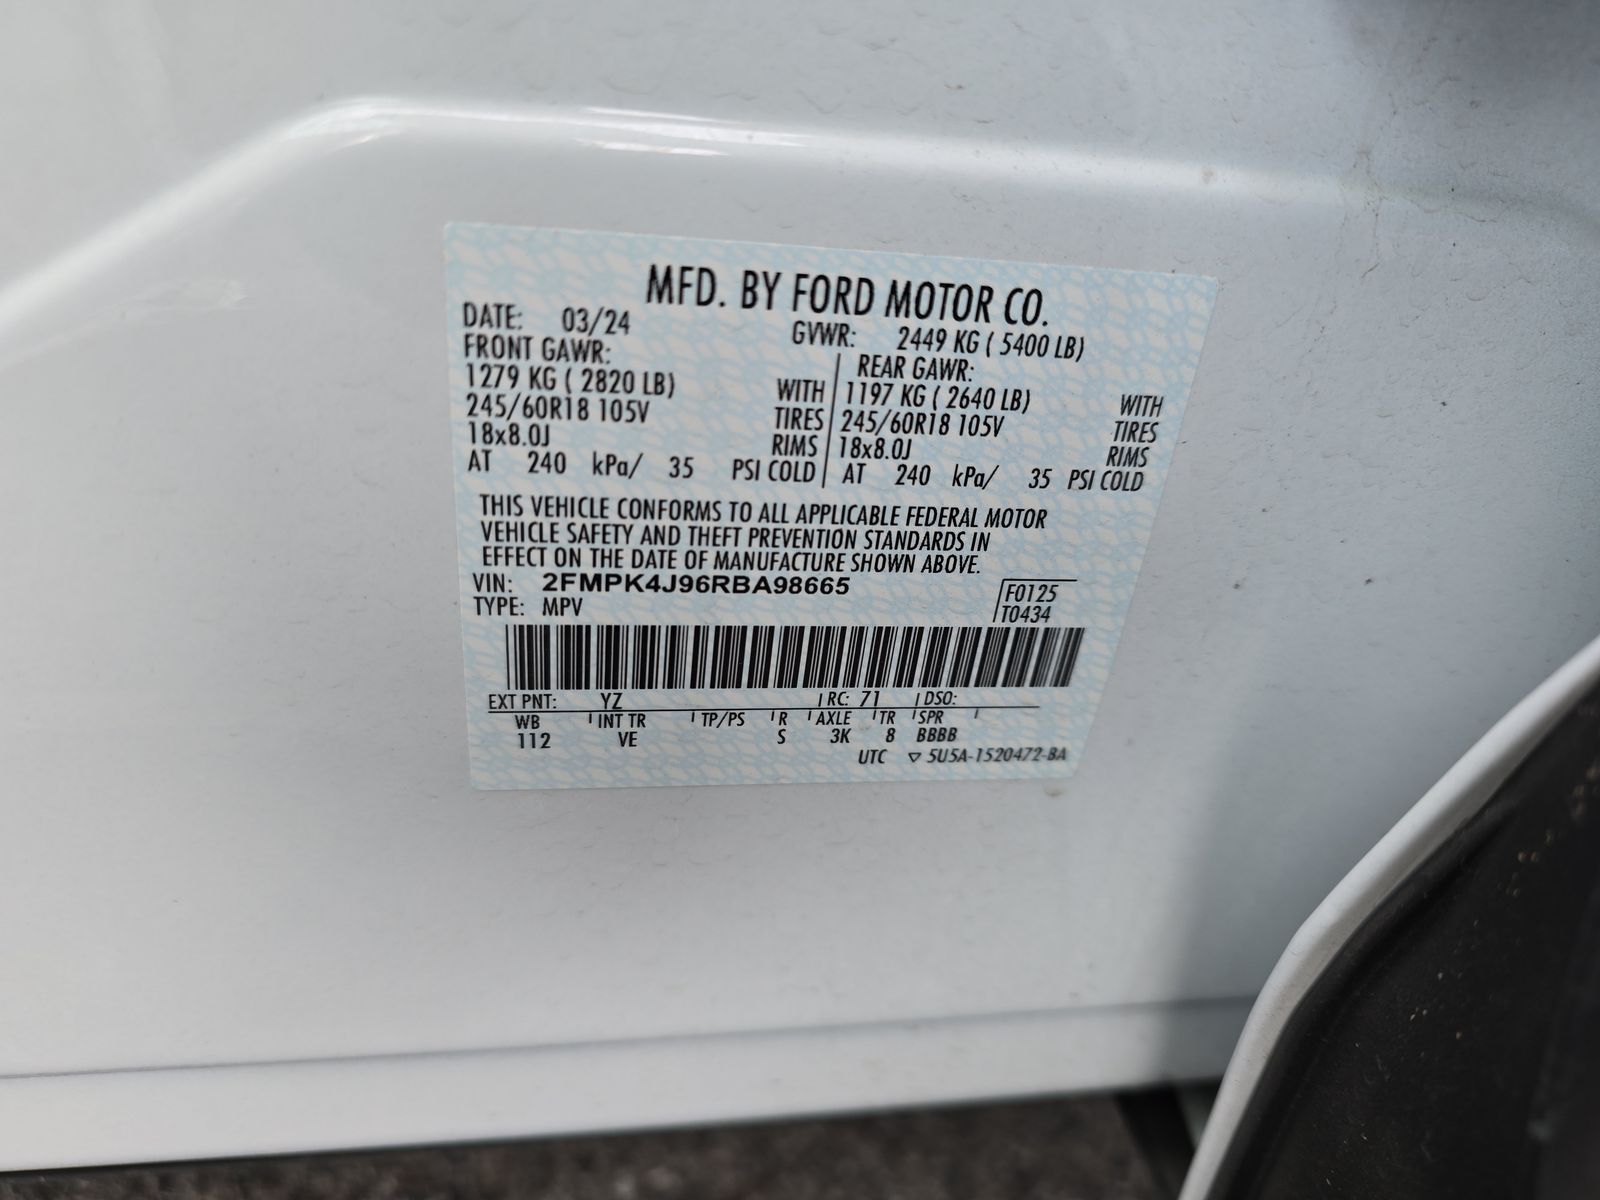 MFD. BY FORD MOTOR CO.
DATE: 03/24 GVWR: 2449 KG ( 5400 LB)
FRONT GAWR: REAR GAWR:
1279 KG ( 2820 LB) WITH 1197 KG ( 2640 LB) WITH
245/60R18 105V TIRES 245/60R18 105V TIRES
18x8.0J RIMS 18x8.0J RIMS
AT 240 kPa/ 35 PSI COLD AT 240 kPa/ 35 PSI COLD
THIS VEHICLE CONFORMS TO ALL APPLICABLE FEDERAL MOTOR
VEHICLE SAFETY AND THEFT PREVENTION STANDARDS IN
EFFECT ON THE DATE OF MANUFACTURE SHOWN ABOVE.
VIN: 2FMPK4J96RBA98665 F0125
TYPE: MPV T0434
EXT PNT: YZ RC: 71 DSO:
WB INT TR TP/PS R AXLE TR SPR
112 VE S 3K 8 BBBB
UTC ▽ 5U5A-1520472-BA